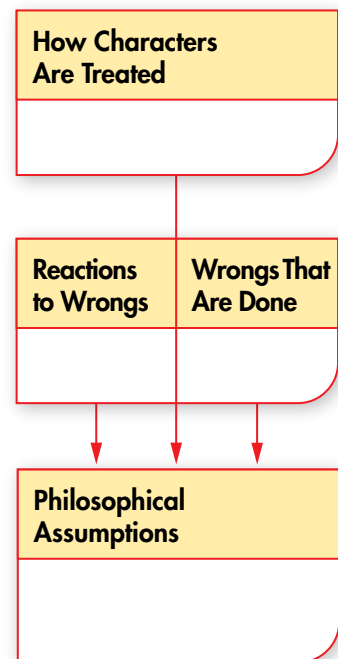 How Characters
Are Treated
Reactions
to Wrongs
Wrongs That
Are Done
Philosophical
Assumptions